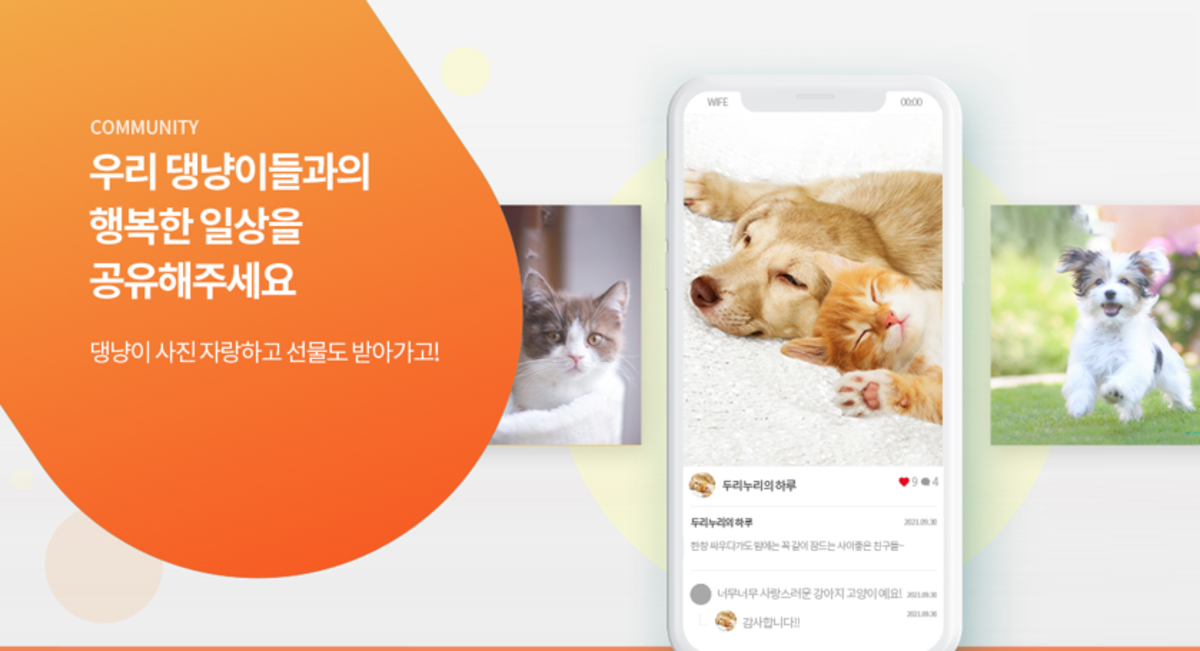 COMMUNITY
우리 댕냥이들과의
행복한 일상을
공유해주세요
댕냥이 사진 자랑하고 선물도 받아가고!
WIFE 00:00
두리누리의 하루 9 4
두리누리의 하루 2021.09.30
한창 싸우다가도 밤에는 꼭 같이 잠드는 사이좋은 친구들~
너무너무 사랑스러운 강아지 고양이 예요! 2021.09.30
감사합니다!! 2021.09.30